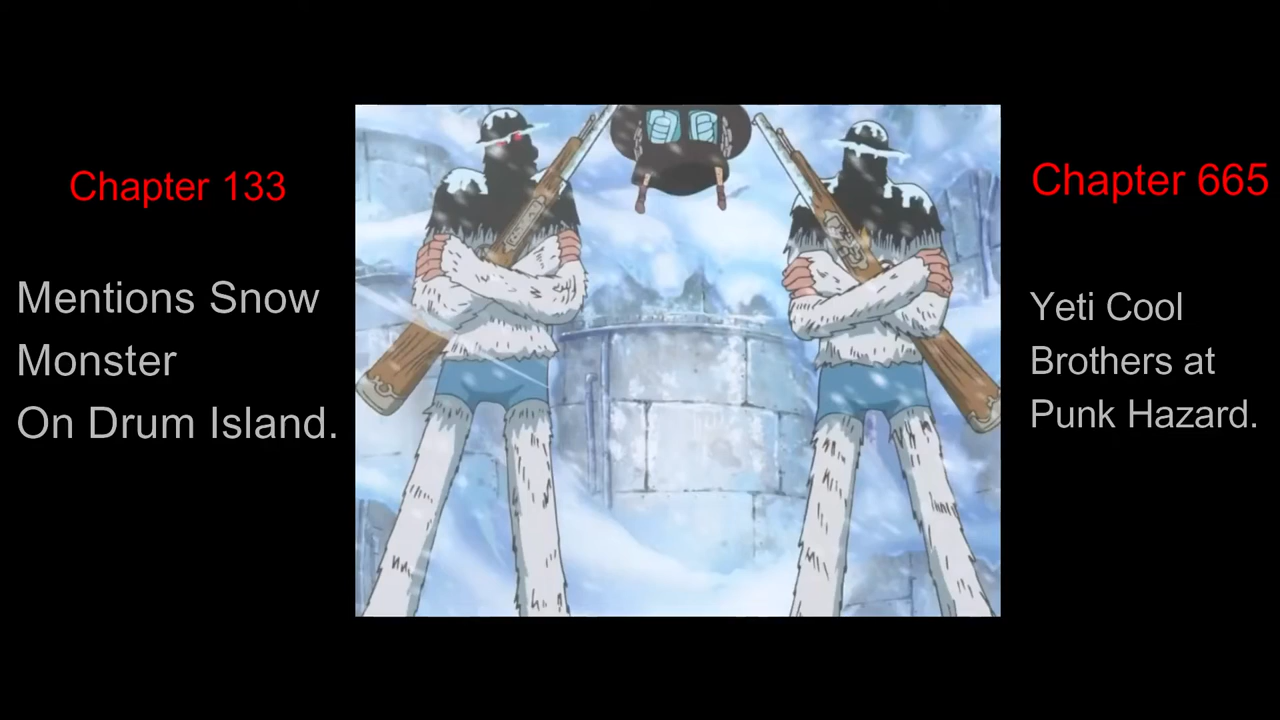 Chapter 133
Mentions Snow
Monster
On Drum Island.
Chapter 665
Yeti Cool
Brothers at
Punk Hazard.